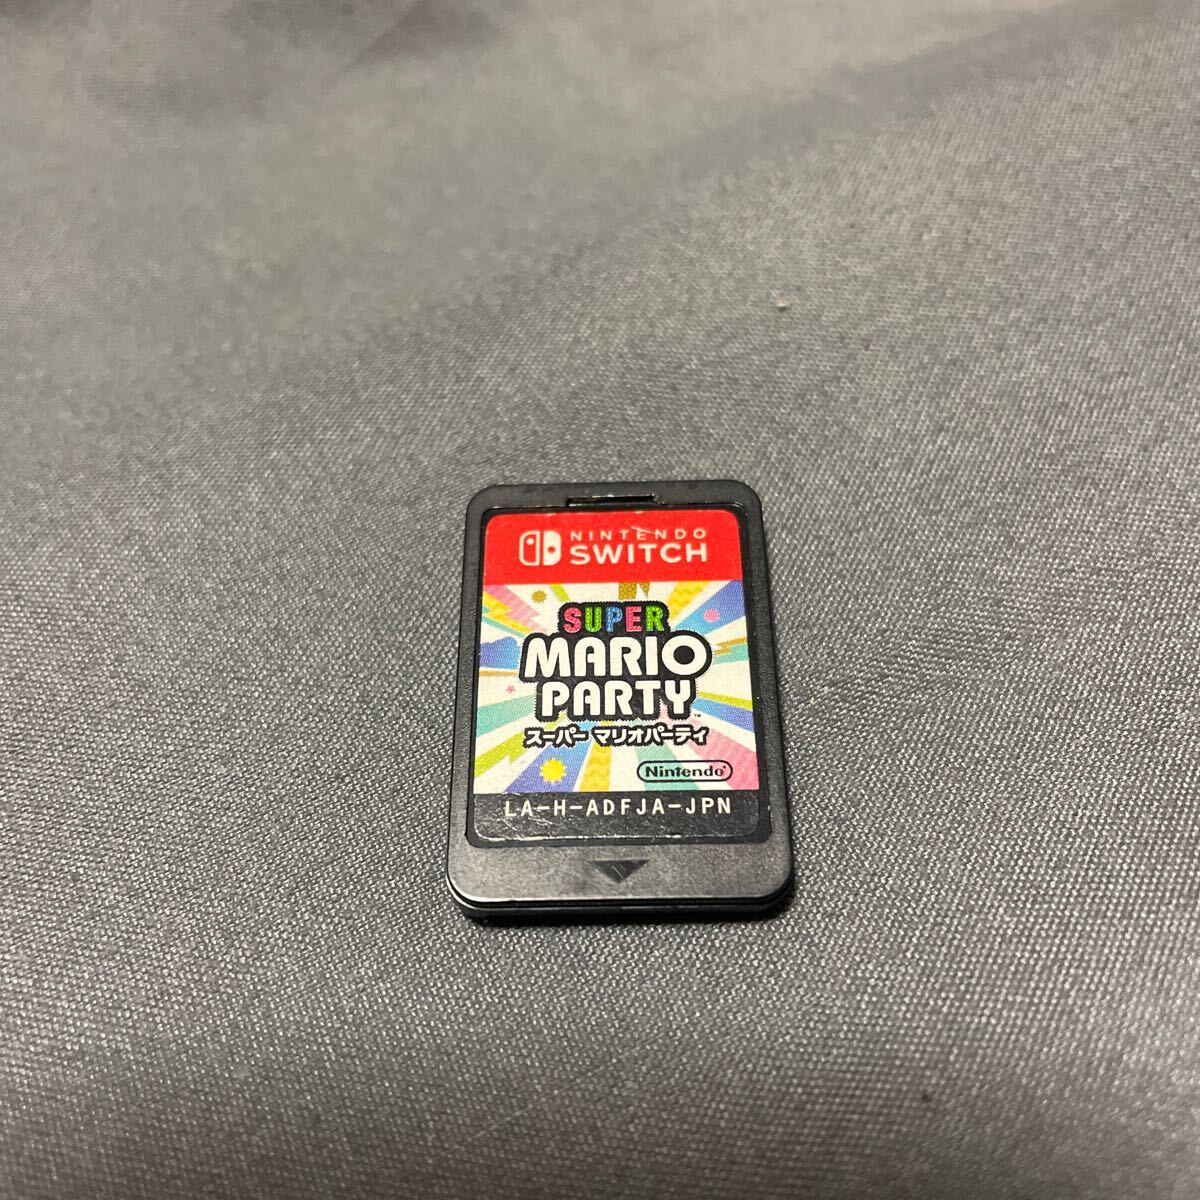 NINTENDO
SWITCH
SUPER
MARIO
PARTY™
スーパー マリオパーティ
Nintendo®
LA-H-ADFJA-JPN